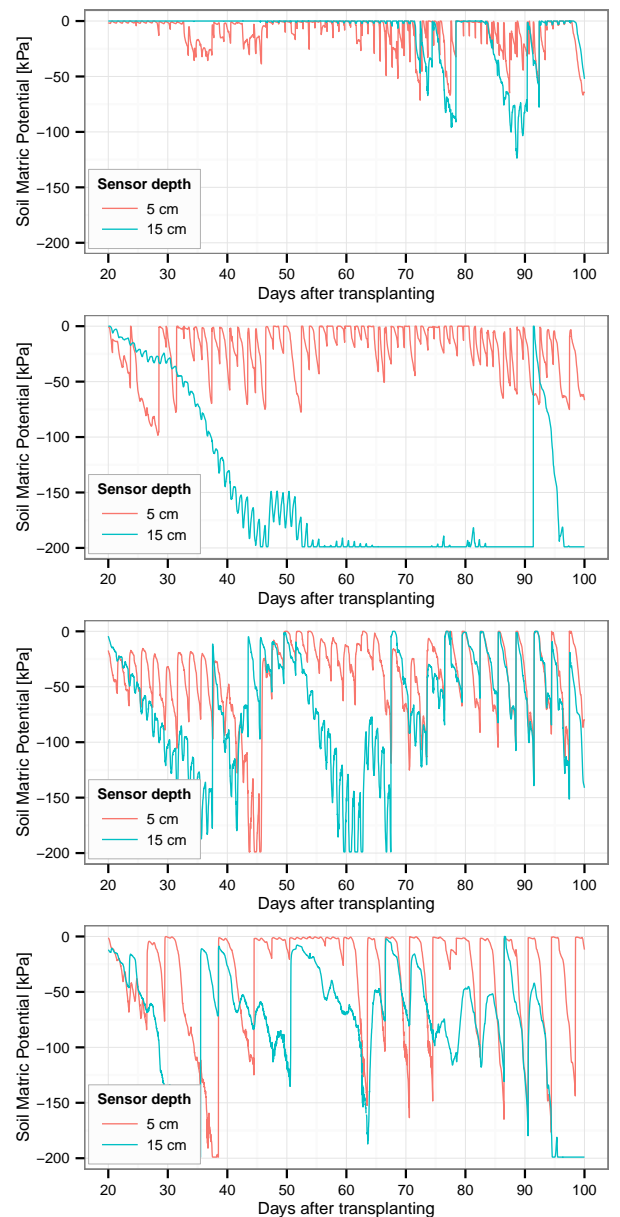 Soil Matric Potential [kPa]
0
−50
−100
−150
−200
Sensor depth
5 cm
15 cm
20 30 40 50 60 70 80 90 100
Days after transplanting
Soil Matric Potential [kPa]
0
−50
−100
−150
−200
Sensor depth
5 cm
15 cm
20 30 40 50 60 70 80 90 100
Days after transplanting
Soil Matric Potential [kPa]
0
−50
−100
−150
−200
Sensor depth
5 cm
15 cm
20 30 40 50 60 70 80 90 100
Days after transplanting
Soil Matric Potential [kPa]
0
−50
−100
−150
−200
Sensor depth
5 cm
15 cm
20 30 40 50 60 70 80 90 100
Days after transplanting